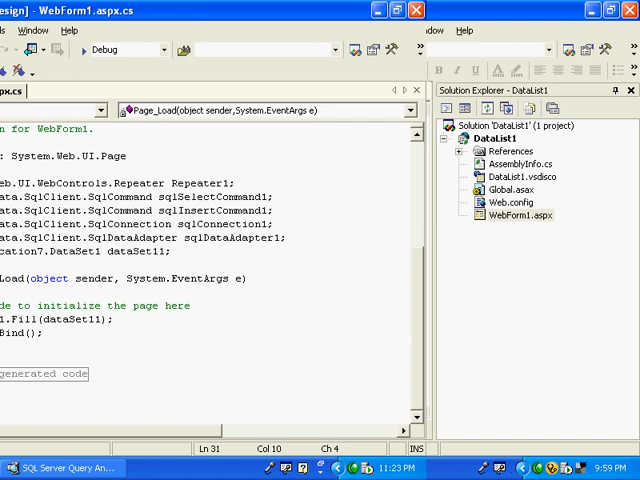 esign] - WebForm1.aspx.cs
ls Window Help
dow Help
Debug
px.cs
Page_Load(object sender,System.EventArgs e)
n for WebForm1.
: System.Web.UI.Page
eb.UI.WebControls.Repeater Repeater1;
ata.SqlClient.SqlCommand sqlSelectCommand1;
ata.SqlClient.SqlCommand sqlInsertCommand1;
ata.SqlClient.SqlConnection sqlConnection1;
ata.SqlClient.SqlDataAdapter sqlDataAdapter1;
cation7.DataSet1 dataSet11;
Load(object sender, System.EventArgs e)
de to initialize the page here
1.Fill(dataSet11);
Bind();
generated code
Ln 31 Col 10 Ch 4 INS
SQL Server Query An... 11:23 PM
B I U A
Solution Explorer - DataList1
Solution 'DataList1' (1 project)
DataList1
References
AssemblyInfo.cs
DataList1.vsdisco
Global.asax
Web.config
WebForm1.aspx
9:59 PM